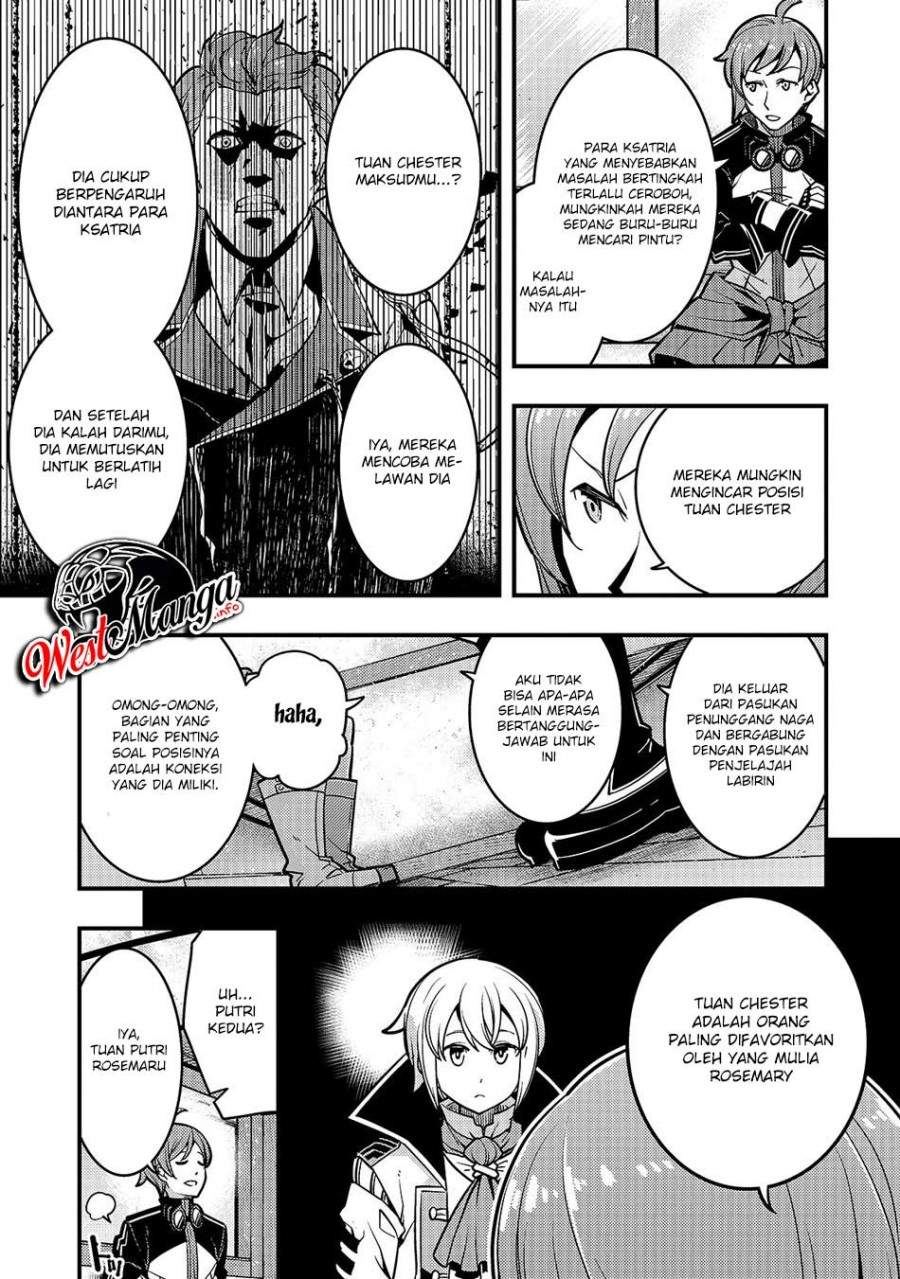 PARA KSATRIA
YANG MENYEBABKAN
MASALAH BERTINGKAH
TERLALU CEROBOH,
MUNGKINKAH MEREKA
SEDANG BURU-BURU
MENCARI PINTU?
KALAU
MASALAH-
NYA ITU
MEREKA MUNGKIN
MENGINCAR POSISI
TUAN CHESTER
TUAN CHESTER
MAKSUDMU...?
IYA, MEREKA
MENCOBA ME-
LAWAN DIA
DIA CUKUP
BERPENGARUH
DIANTARA PARA
KSATRIA
DAN SETELAH
DIA KALAH DARIMU,
DIA MEMUTUSKAN
UNTUK BERLATIH
LAGI
WestManga
.info
DIA KELUAR
DARI PASUKAN
PENUNGGANG NAGA
DAN BERGABUNG
DENGAN PASUKAN
PENJELAJAH
LABIRIN
AKU TIDAK
BISA APA-APA
SELAIN MERASA
BERTANGGUNG-
JAWAB UNTUK
INI
haha,
OMONG-OMONG,
BAGIAN YANG
PALING PENTING
SOAL POSISINYA
ADALAH KONEKSI
YANG DIA MILIKI.
TUAN CHESTER
ADALAH ORANG
PALING DIFAVORITKAN
OLEH YANG MULIA
ROSEMARY
UH...
PUTRI
KEDUA?
IYA,
TUAN PUTRI
ROSEMARU